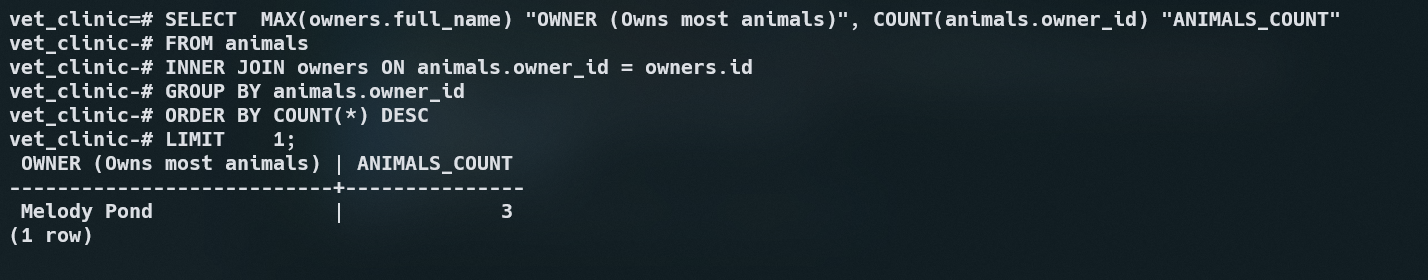 vet_clinic=# SELECT  MAX(owners.full_name) "OWNER (Owns most animals)", COUNT(animals.owner_id) "ANIMALS_COUNT"
vet_clinic-# FROM animals
vet_clinic-# INNER JOIN owners ON animals.owner_id = owners.id
vet_clinic-# GROUP BY animals.owner_id
vet_clinic-# ORDER BY COUNT(*) DESC
vet_clinic-# LIMIT    1;
 OWNER (Owns most animals) | ANIMALS_COUNT
---------------------------+---------------
 Melody Pond               |             3
(1 row)